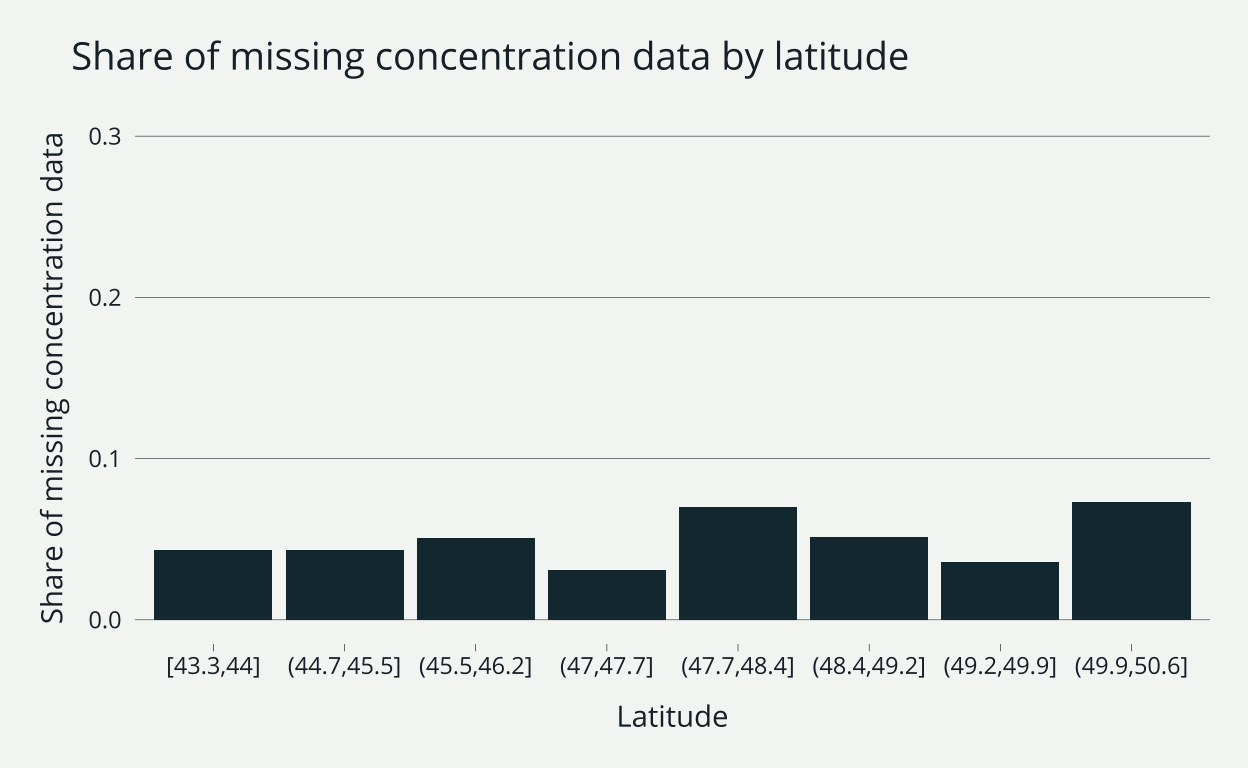 Share of missing concentration data by latitude
Share of missing concentration data
0.3
0.2
0.1
0.0
[43.3,44] (44.7,45.5] (45.5,46.2] (47,47.7] (47.7,48.4] (48.4,49.2] (49.2,49.9] (49.9,50.6]
Latitude